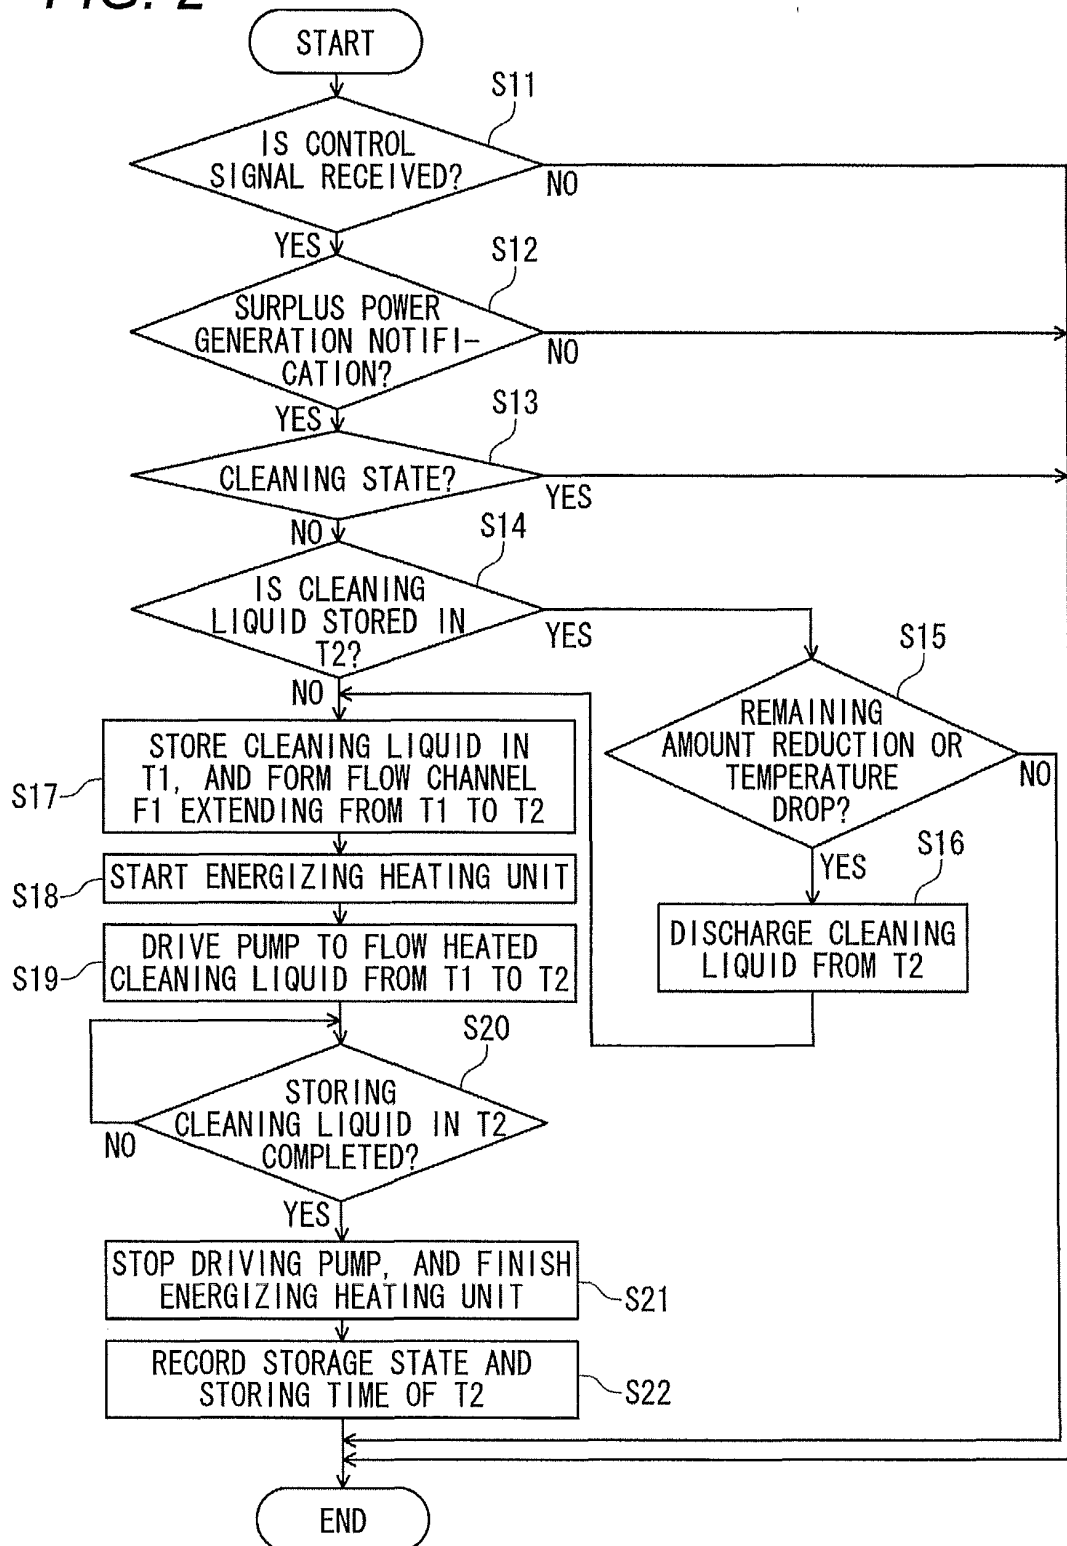 FIG. 2
START
S11
IS CONTROL
SIGNAL RECEIVED?
NO
YES
S12
SURPLUS POWER
GENERATION NOTIFI-
CATION?
NO
YES
S13
CLEANING STATE?
YES
NO
S14
IS CLEANING
LIQUID STORED IN
T2?
YES
NO
S15
REMAINING
AMOUNT REDUCTION OR
TEMPERATURE
DROP?
NO
YES
S16
DISCHARGE CLEANING
LIQUID FROM T2
STORE CLEANING LIQUID IN
T1, AND FORM FLOW CHANNEL
F1 EXTENDING FROM T1 TO T2
S17
START ENERGIZING HEATING UNIT
S18
DRIVE PUMP TO FLOW HEATED
CLEANING LIQUID FROM T1 TO T2
S19
S20
STORING
CLEANING LIQUID IN T2
COMPLETED?
NO
YES
STOP DRIVING PUMP, AND FINISH
ENERGIZING HEATING UNIT
S21
RECORD STORAGE STATE AND
STORING TIME OF T2
S22
END